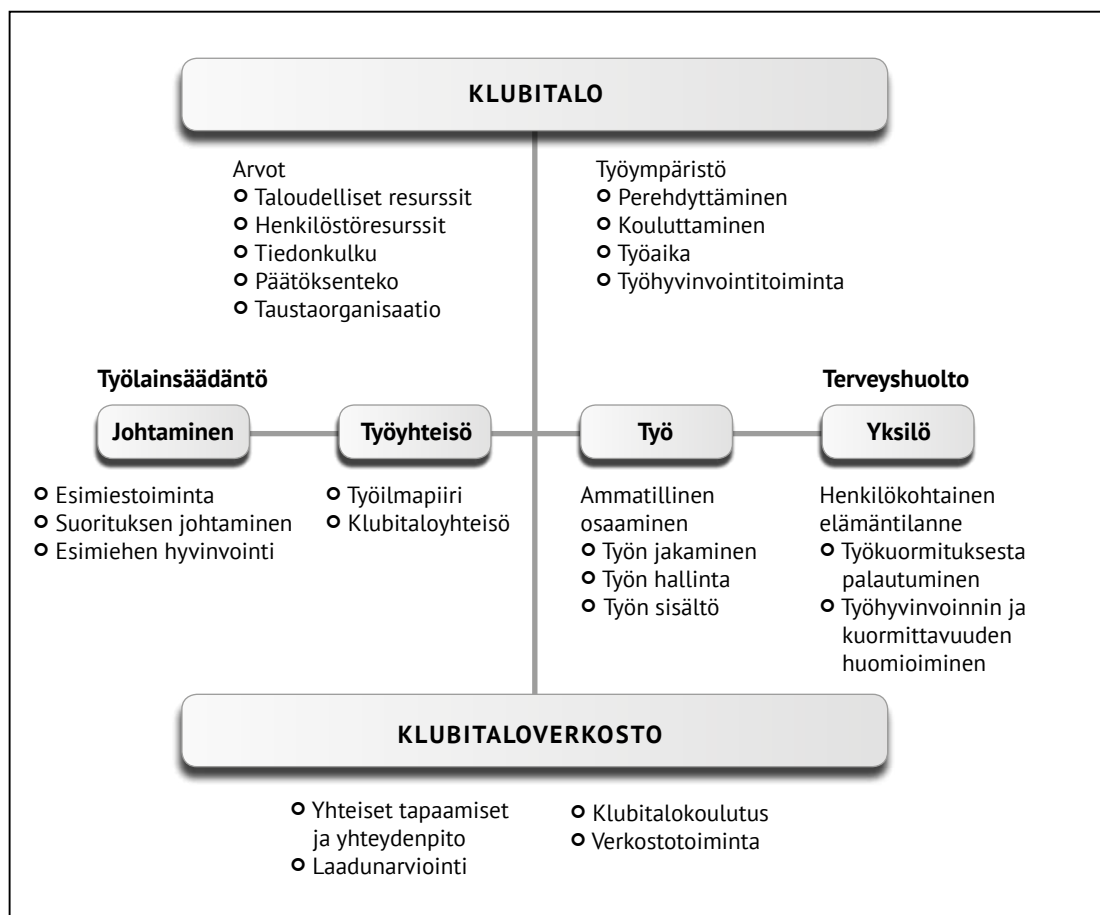 KLUBITALO
Arvot
Taloudelliset resurssit
Henkilöstöresurssit
Tiedonkulku
Päätöksenteko
Taustaorganisaatio
Työympäristö
Perehdyttäminen
Kouluttaminen
Työaika
Työhyvinvointitoiminta
Työlainsäädäntö
Johtaminen
Esimiestoiminta
Suorituksen johtaminen
Esimiehen hyvinvointi
Työyhteisö
Työilmapiiri
Klubitaloyhteisö
Työ
Ammatillinen
osaaminen
Työn jakaminen
Työn hallinta
Työn sisältö
Terveyshuolto
Yksilö
Henkilökohtainen
elämäntilanne
Työkuormituksesta
palautuminen
Työhyvinvoinnin ja
kuormittavuuden
huomioiminen
KLUBITALOVERKOSTO
Yhteiset tapaamiset
ja yhteydenpito
Laadunarviointi
Klubitalokoulutus
Verkostotoiminta